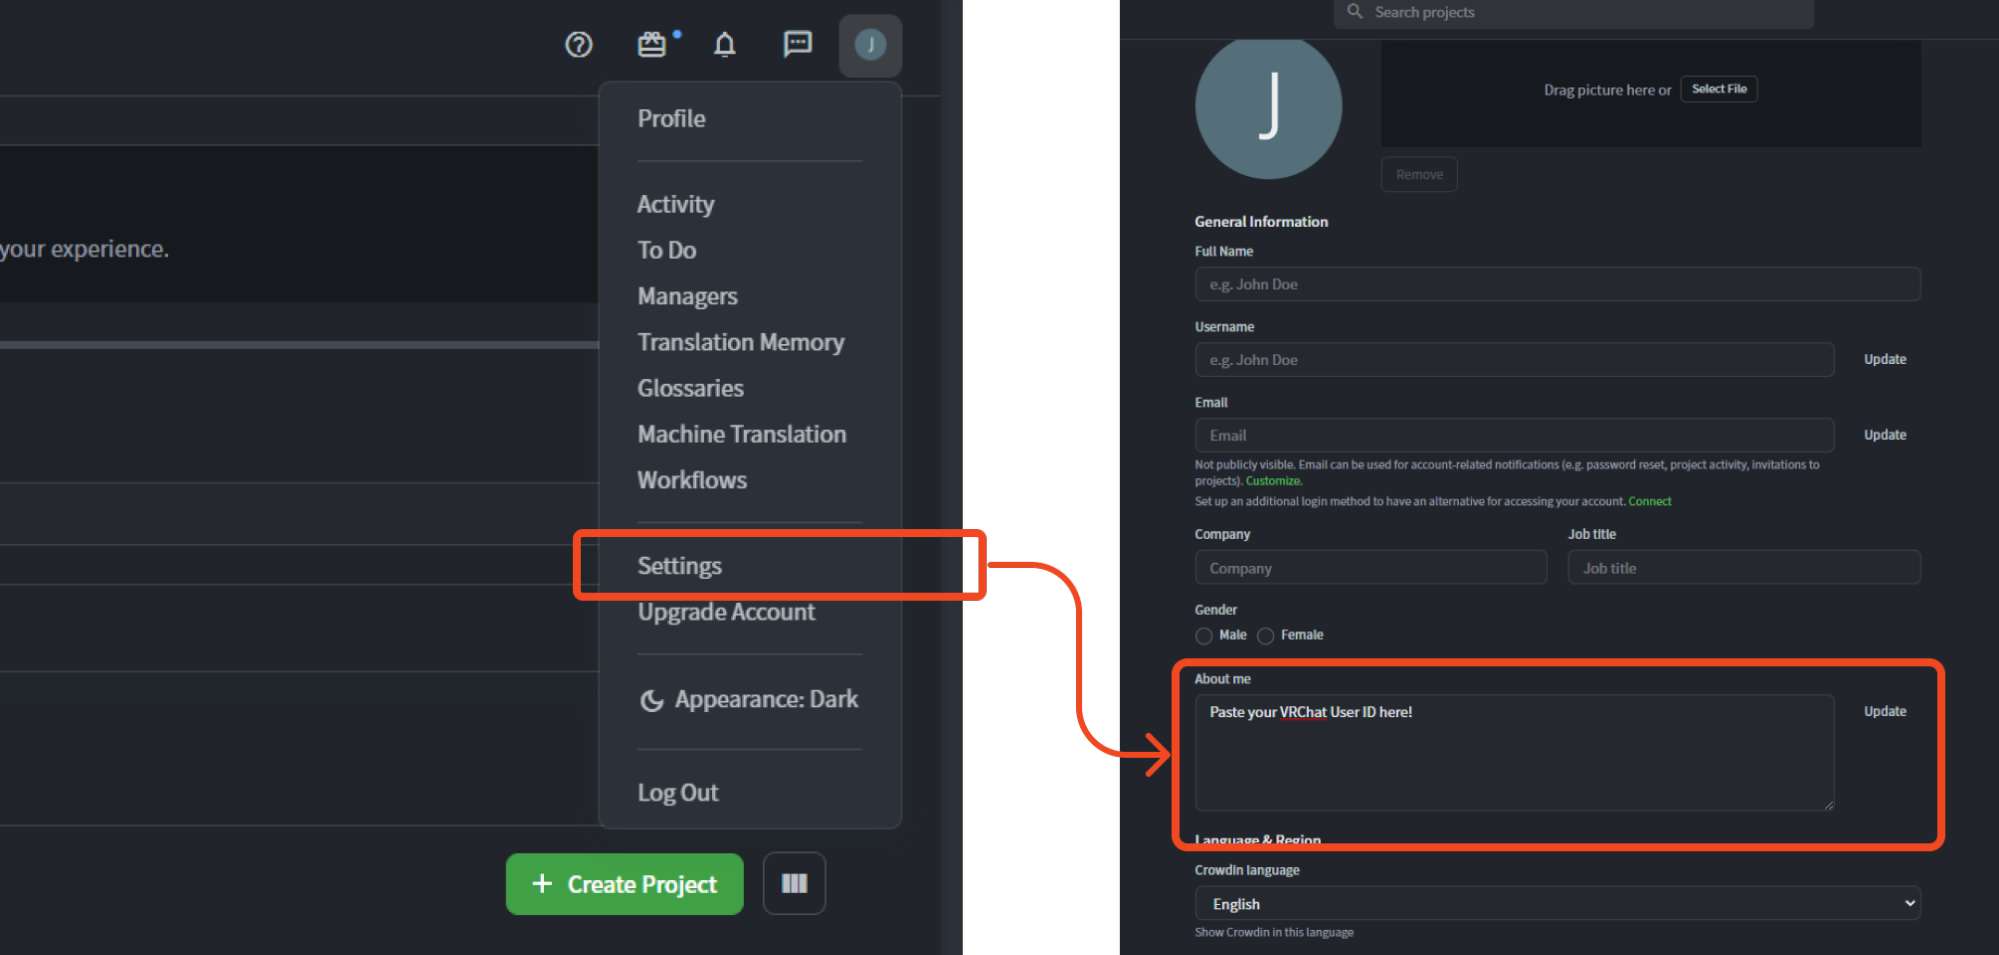 J
Profile
your experience.
Activity
To Do
Managers
Translation Memory
Glossaries
Machine Translation
Workflows
Settings
Upgrade Account
Appearance: Dark
Log Out
+ Create Project
Search projects
J
Drag picture here or Select File
Remove
General Information
Full Name
e.g. John Doe
Username
e.g. John Doe
Update
Email
Email
Update
Not publicly visible. Email can be used for account-related notifications (e.g. password reset, project activity, invitations to
projects). Customize.
Set up an additional login method to have an alternative for accessing your account. Connect
Company
Job title
Company
Job title
Gender
Male Female
About me
Paste your VRChat User ID here!
Update
Language & Region
Crowdin language
English
Show Crowdin in this language